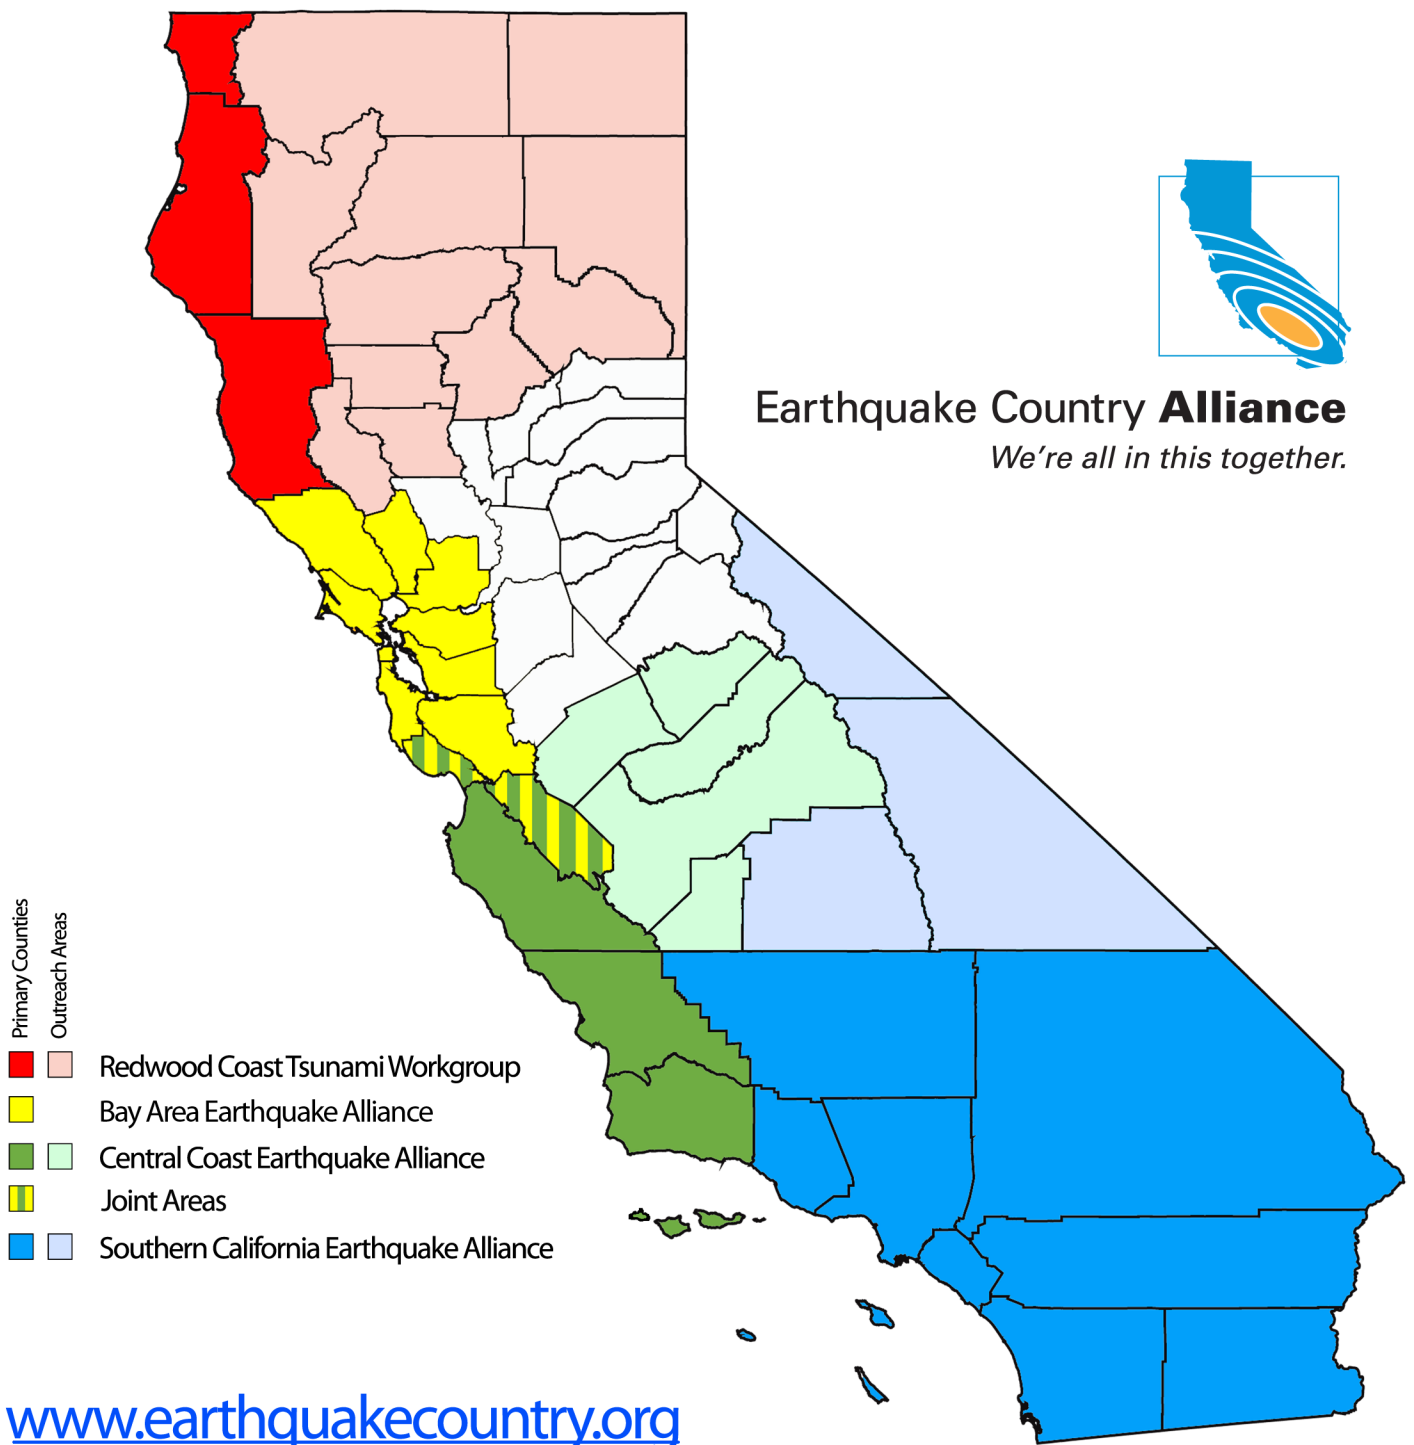 Earthquake Country Alliance
We're all in this together.
Primary Counties
Outreach Areas
Redwood Coast Tsunami Workgroup
Bay Area Earthquake Alliance
Central Coast Earthquake Alliance
Joint Areas
Southern California Earthquake Alliance
www.earthquakecountry.org